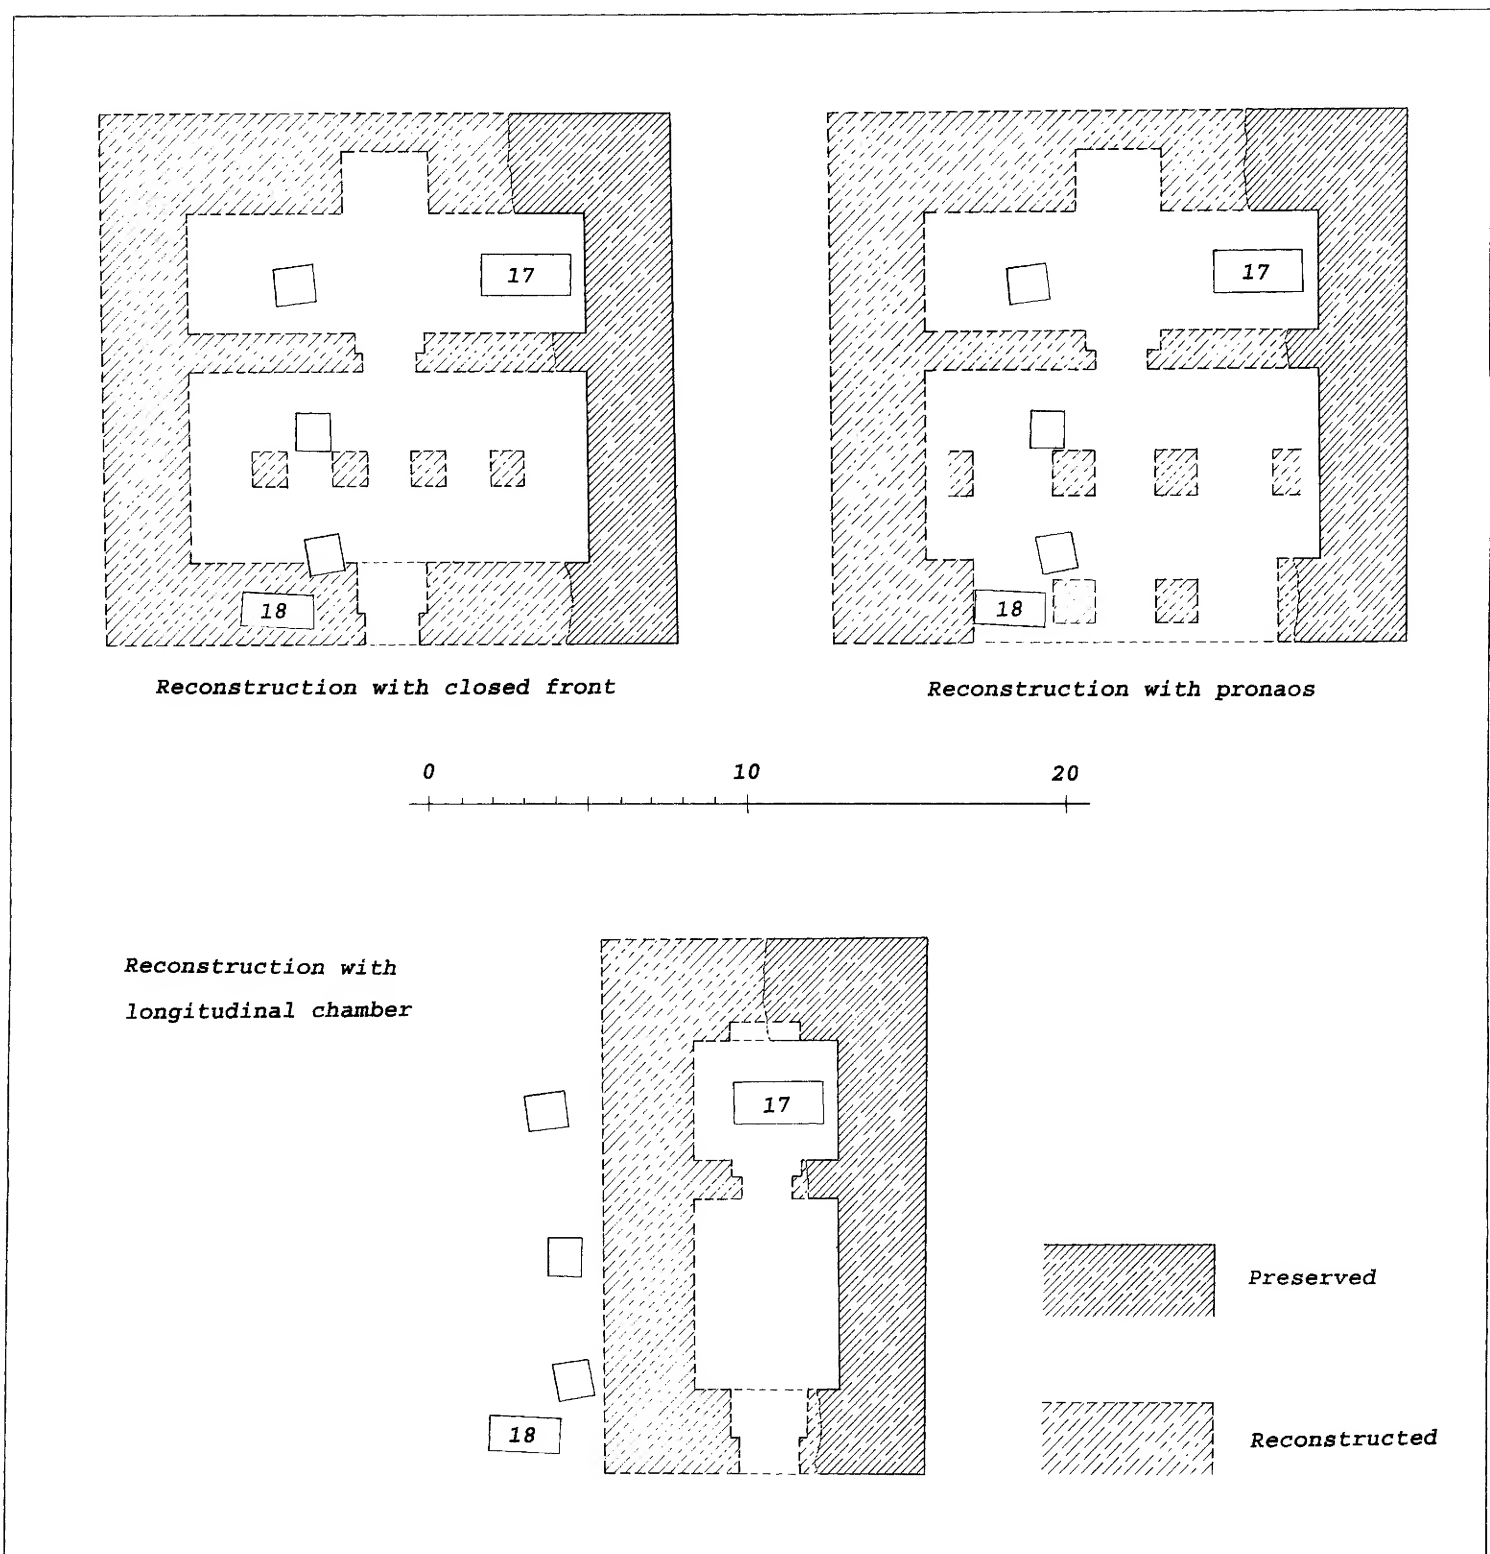 17
17
18
18
Reconstruction with closed front
Reconstruction with pronaos
0 10 20
Reconstruction with
longitudinal chamber
17
18
Preserved
Reconstructed